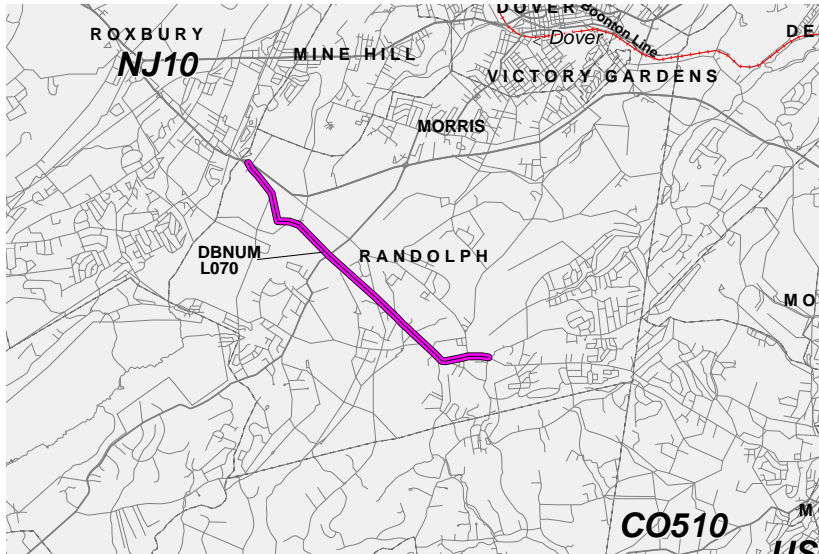 DOVER
Boonton Line
Dover
DE
ROXBURY
NJ10
MINE HILL
VICTORY GARDENS
MORRIS
DBNUM
L070
RANDOLPH
MO
CO510
M
US